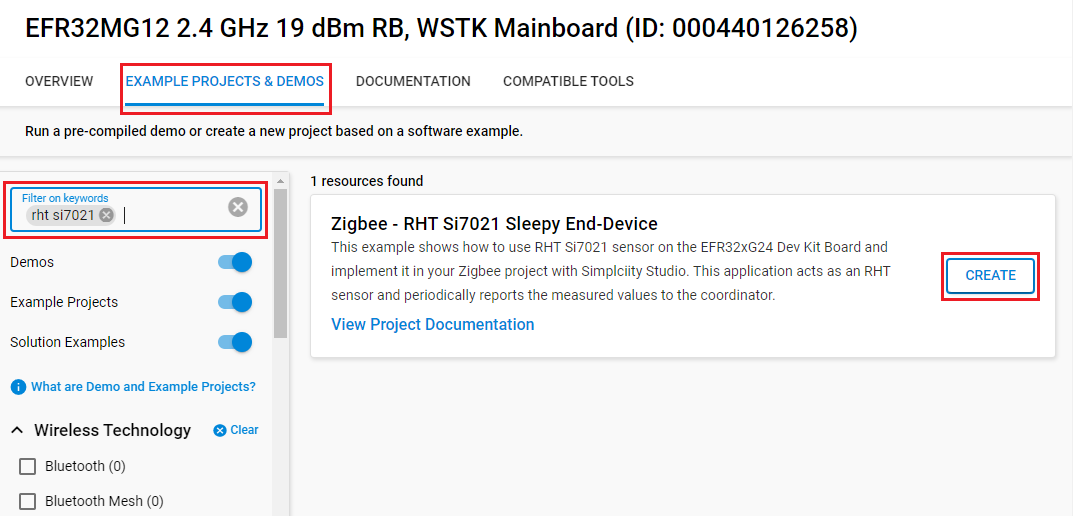 EFR32MG12 2.4 GHz 19 dBm RB, WSTK Mainboard (ID: 000440126258)
OVERVIEW
EXAMPLE PROJECTS & DEMOS
DOCUMENTATION
COMPATIBLE TOOLS
Run a pre-compiled demo or create a new project based on a software example.
Filter on keywords
rht si7021
Demos
Example Projects
Solution Examples
What are Demo and Example Projects?
Wireless Technology
Clear
Bluetooth (0)
Bluetooth Mesh (0)
1 resources found
Zigbee - RHT Si7021 Sleepy End-Device
This example shows how to use RHT Si7021 sensor on the EFR32xG24 Dev Kit Board and
implement it in your Zigbee project with Simplciity Studio. This application acts as an RHT
sensor and periodically reports the measured values to the coordinator.
View Project Documentation
CREATE